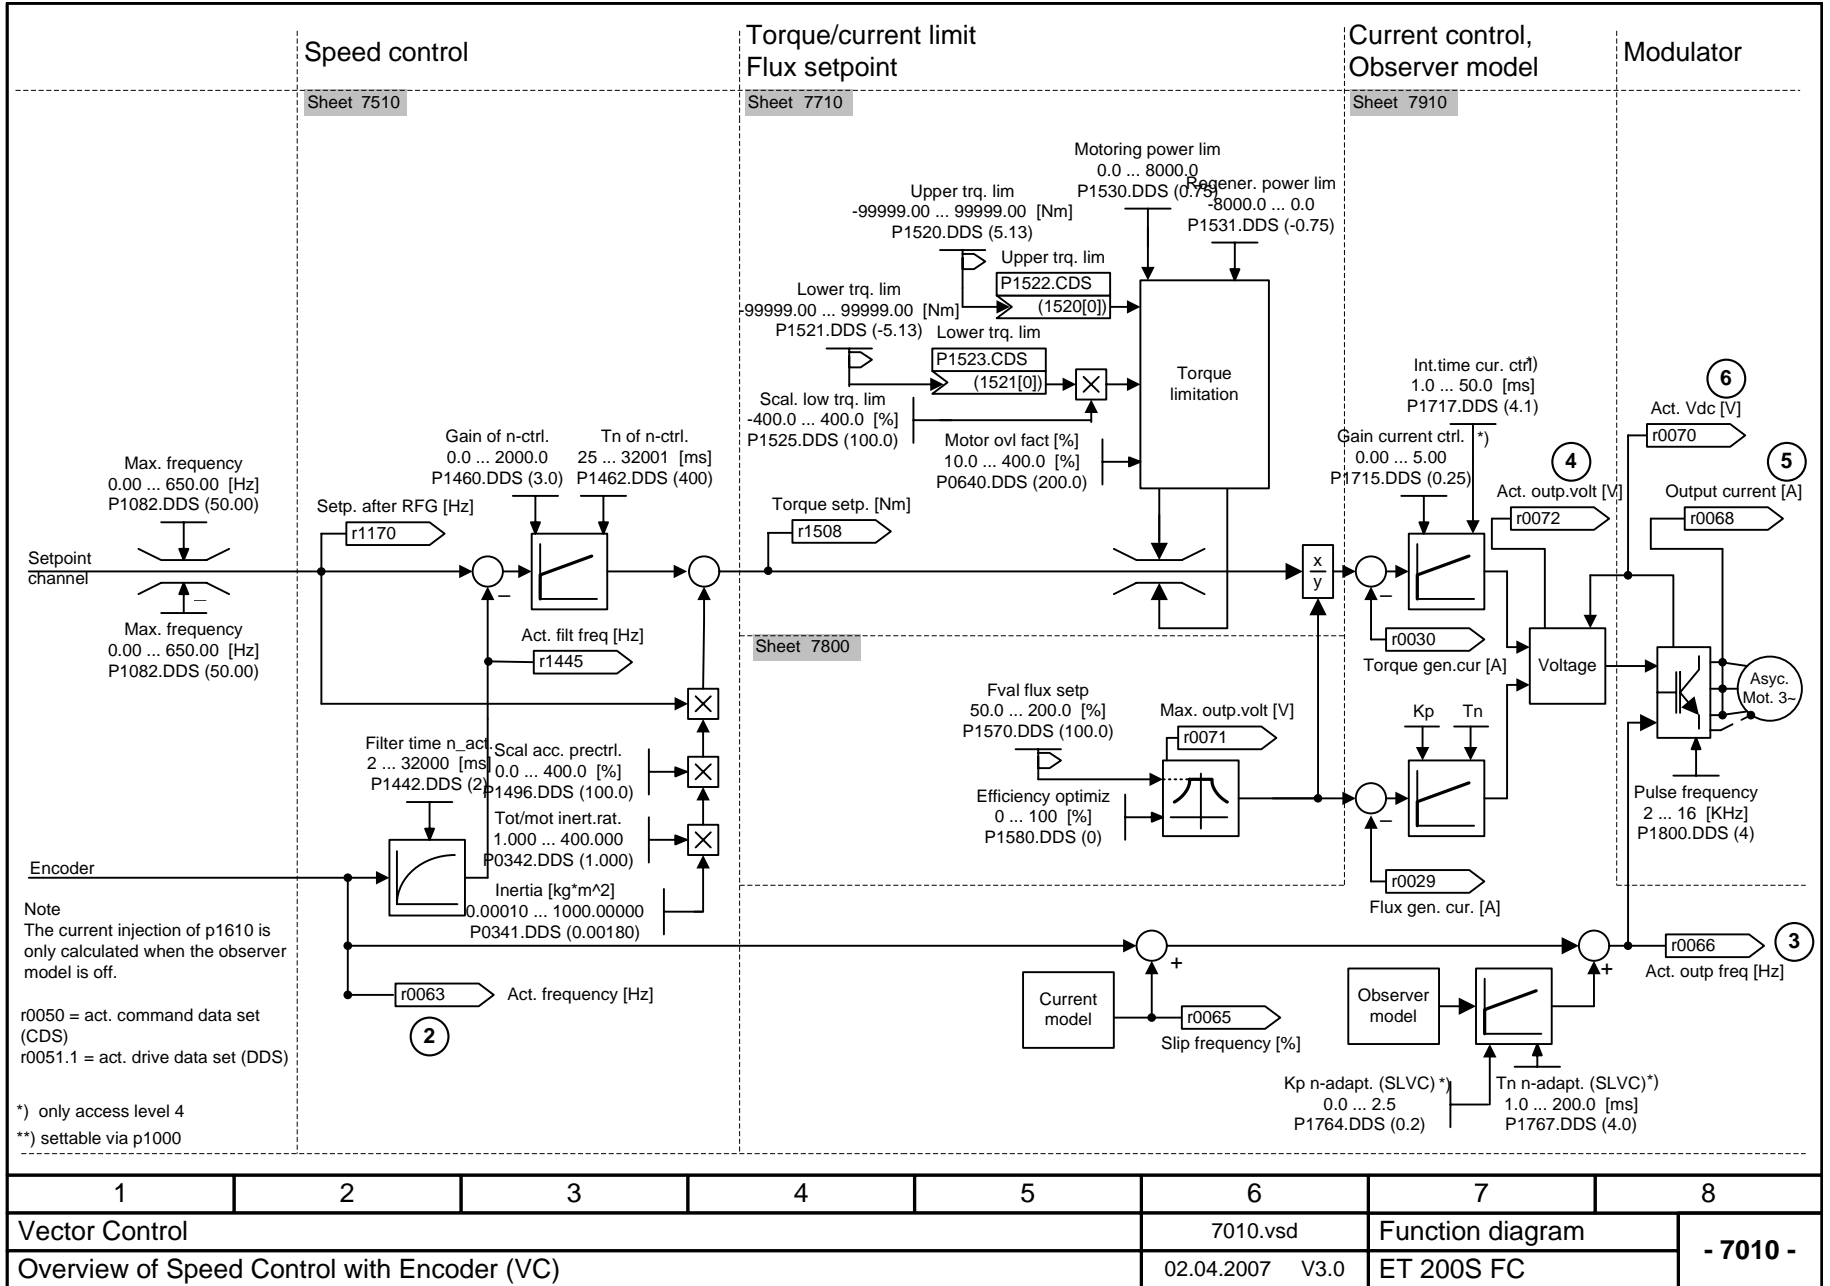 Speed control
Torque/current limit
Flux setpoint
Current control,
Observer model
Modulator
Sheet 7510
Sheet 7710
Sheet 7910
Motoring power lim
0.0 ... 8000.0
P1530.DDS (0.75)
Regener. power lim
-8000.0 ... 0.0
P1531.DDS (-0.75)
Upper trq. lim
-99999.00 ... 99999.00 [Nm]
P1520.DDS (5.13)
Upper trq. lim
P1522.CDS
(1520[0])
Lower trq. lim
-99999.00 ... 99999.00 [Nm]
P1521.DDS (-5.13)
Lower trq. lim
P1523.CDS
(1521[0])
Scal. low trq. lim
-400.0 ... 400.0 [%]
P1525.DDS (100.0)
Motor ovl fact [%]
10.0 ... 400.0 [%]
P0640.DDS (200.0)
Torque
limitation
Int.time cur. ctrl*)
1.0 ... 50.0 [ms]
P1717.DDS (4.1)
Gain current ctrl. *)
0.00 ... 5.00
P1715.DDS (0.25)
6
Act. Vdc [V]
r0070
4
Act. outp.volt [V]
r0072
5
Output current [A]
r0068
Max. frequency
0.00 ... 650.00 [Hz]
P1082.DDS (50.00)
Gain of n-ctrl.
0.0 ... 2000.0
P1460.DDS (3.0)
Tn of n-ctrl.
25 ... 32001 [ms]
P1462.DDS (400)
Setp. after RFG [Hz]
r1170
Torque setp. [Nm]
r1508
Setpoint
channel
x
y
–
–
–
Max. frequency
0.00 ... 650.00 [Hz]
P1082.DDS (50.00)
Act. filt freq [Hz]
r1445
Sheet 7800
r0030
Torque gen.cur [A]
Voltage
Asyc.
Mot. 3~
Fval flux setp
50.0 ... 200.0 [%]
P1570.DDS (100.0)
Max. outp.volt [V]
r0071
Efficiency optimiz
0 ... 100 [%]
P1580.DDS (0)
Kp
Tn
–
Pulse frequency
2 ... 16 [KHz]
P1800.DDS (4)
Filter time n_act.
2 ... 32000 [ms]
P1442.DDS (2)
Scal acc. prectrl.
0.0 ... 400.0 [%]
P1496.DDS (100.0)
Tot/mot inert.rat.
1.000 ... 400.000
P0342.DDS (1.000)
Inertia [kg*m^2]
0.00010 ... 1000.00000
P0341.DDS (0.00180)
Encoder
r0029
Flux gen. cur. [A]
Note
The current injection of p1610 is
only calculated when the observer
model is off.
r0050 = act. command data set
(CDS)
r0051.1 = act. drive data set (DDS)
*) only access level 4
**) settable via p1000
r0063
Act. frequency [Hz]
2
+
Current
model
r0065
Slip frequency [%]
Observer
model
+
r0066
3
Act. outp freq [Hz]
Kp n-adapt. (SLVC) *)
0.0 ... 2.5
P1764.DDS (0.2)
Tn n-adapt. (SLVC)*)
1.0 ... 200.0 [ms]
P1767.DDS (4.0)
1 2 3 4 5 6 7 8
Vector Control
7010.vsd
Function diagram
- 7010 -
Overview of Speed Control with Encoder (VC)
02.04.2007 V3.0
ET 200S FC